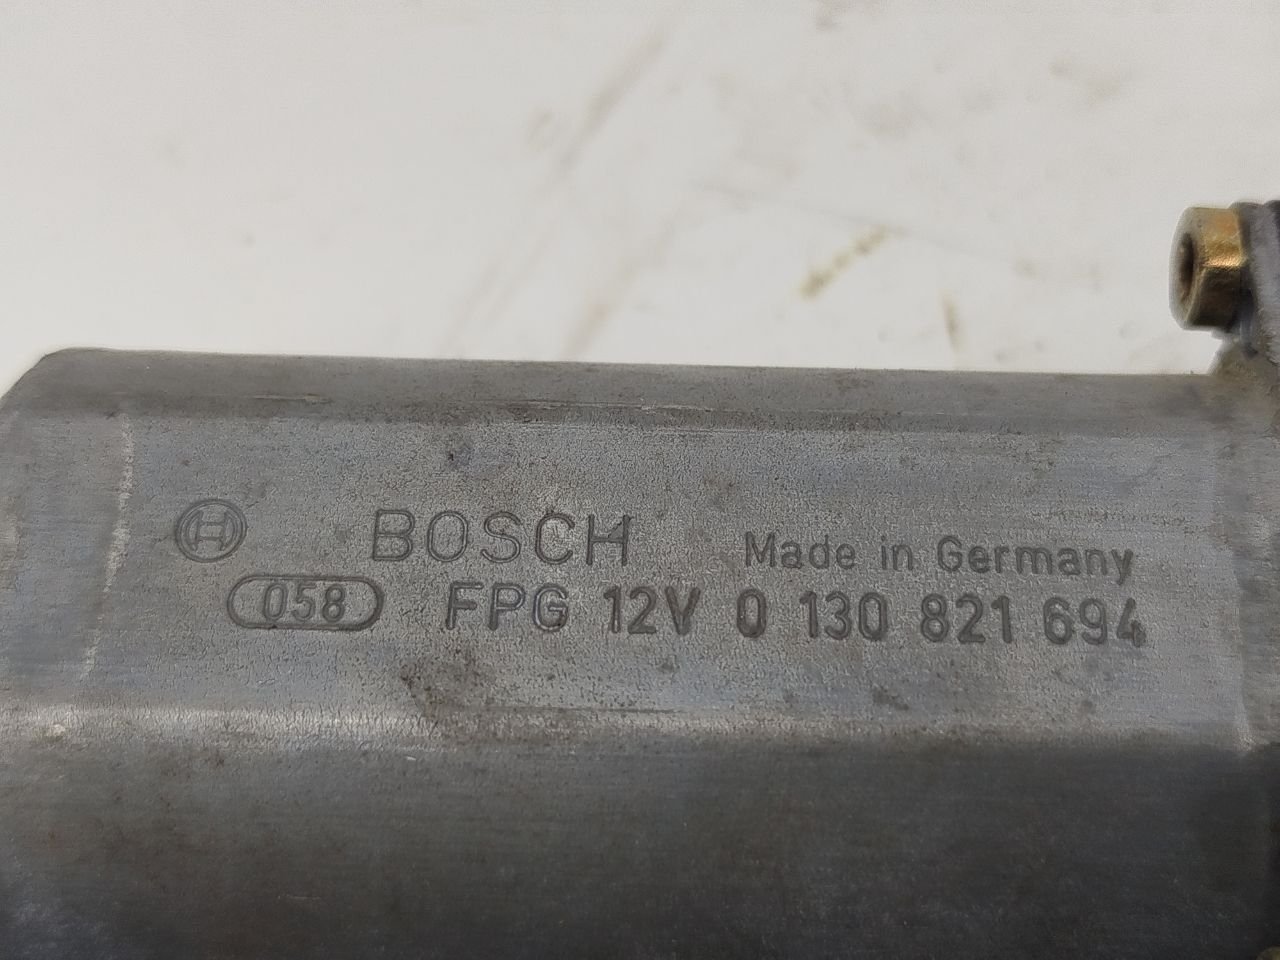 BOSCH Made in Germany
058 FPG 12V 0 130 821 694